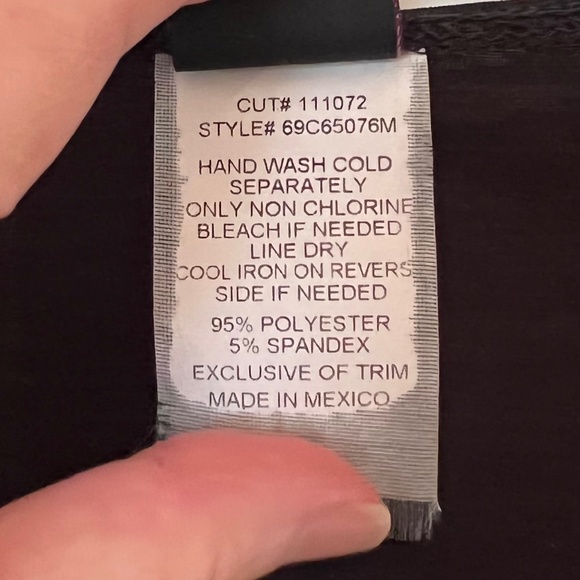 CUT# 111072
STYLE# 69C65076M
HAND WASH COLD
SEPARATELY
ONLY NON CHLORINE
BLEACH IF NEEDED
LINE DRY
COOL IRON ON REVERS
SIDE IF NEEDED
95% POLYESTER
5% SPANDEX
EXCLUSIVE OF TRIM
MADE IN MEXICO